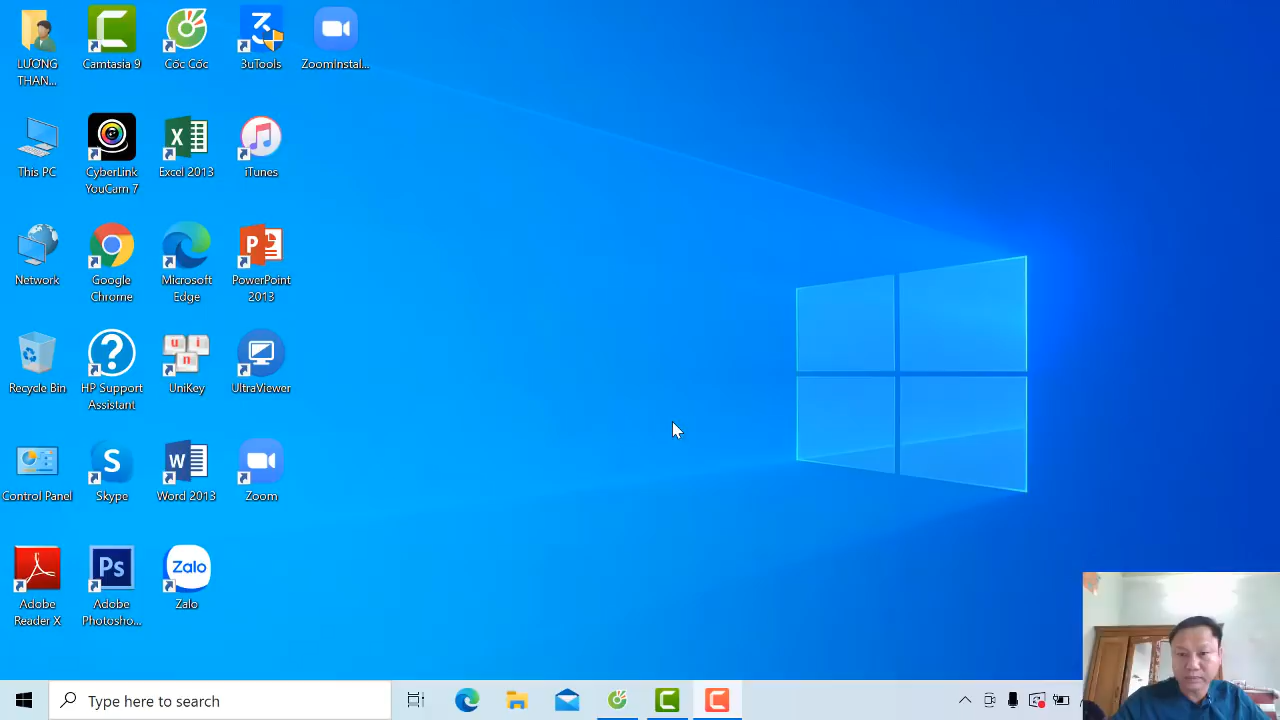 LƯƠNG
THAN...
Camtasia 9
Cốc Cốc
3uTools
ZoomInstal...
This PC
CyberLink
YouCam 7
Excel 2013
iTunes
Network
Google
Chrome
Microsoft
Edge
PowerPoint
2013
Recycle Bin
HP Support
Assistant
UniKey
UltraViewer
Control Panel
Skype
Word 2013
Zoom
Adobe
Reader X
Adobe
Photosho...
Zalo
Zalo
Type here to search